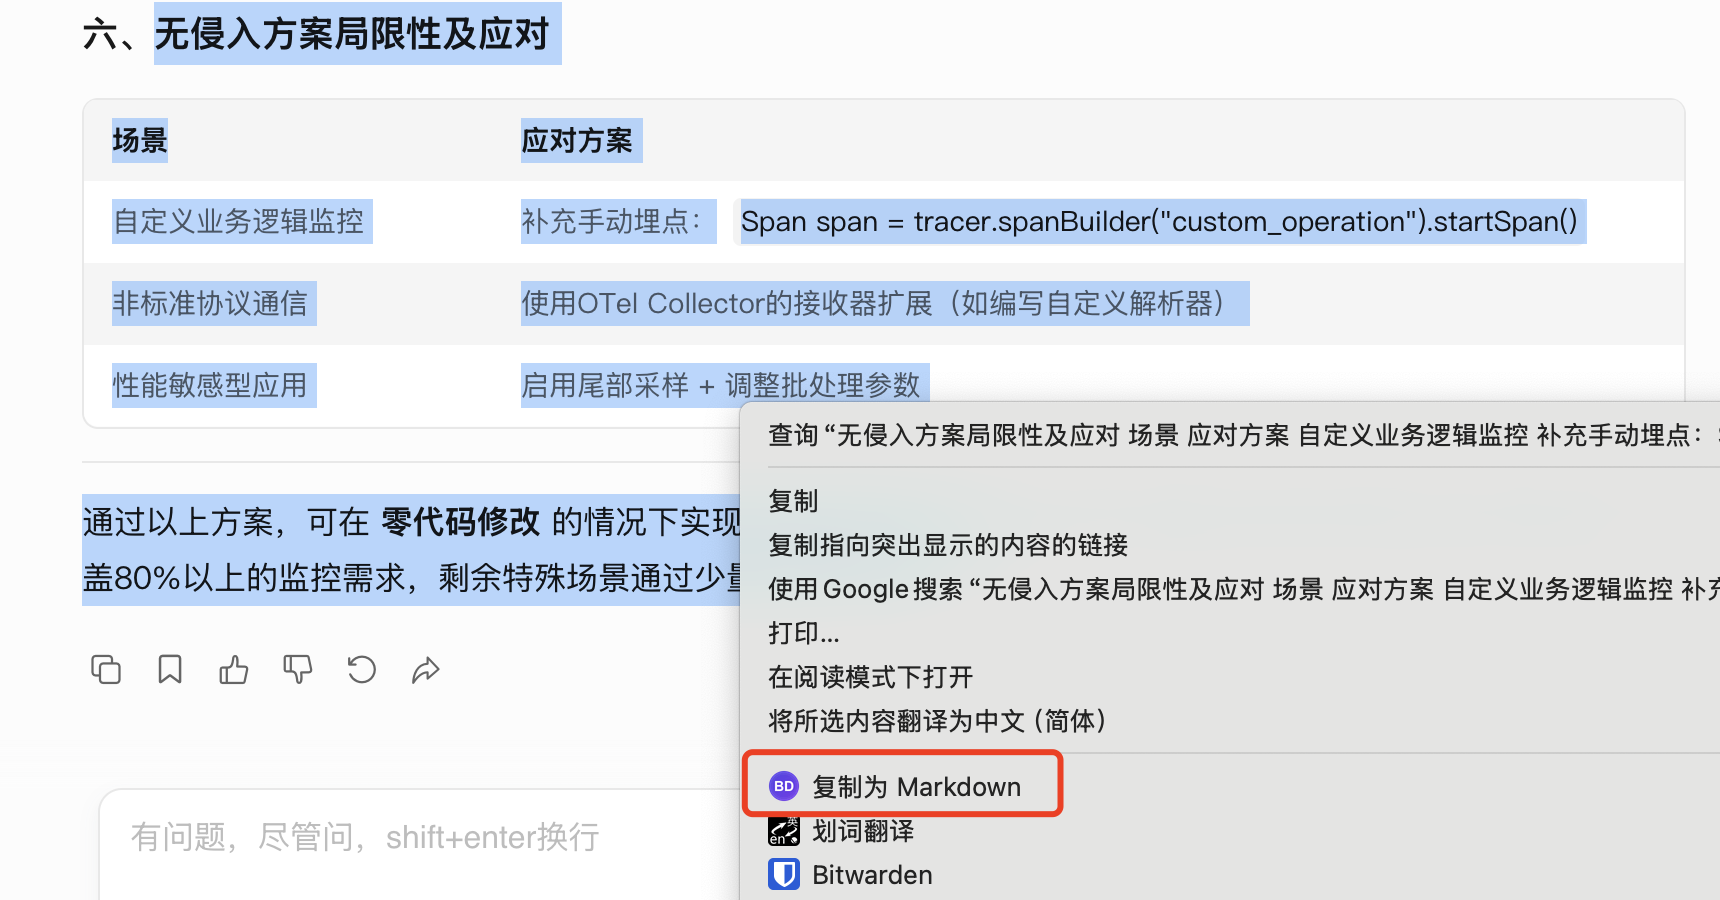 六、无侵入方案局限性及应对
场景 应对方案
自定义业务逻辑监控 补充手动埋点： Span span = tracer.spanBuilder("custom_operation").startSpan()
非标准协议通信 使用OTel Collector的接收器扩展（如编写自定义解析器）
性能敏感型应用 启用尾部采样 + 调整批处理参数
通过以上方案，可在 零代码修改 的情况下实现
盖80%以上的监控需求，剩余特殊场景通过少量
查询“无侵入方案局限性及应对 场景 应对方案 自定义业务逻辑监控 补充手动埋点：
复制
复制指向突出显示的内容的链接
使用Google搜索“无侵入方案局限性及应对 场景 应对方案 自定义业务逻辑监控 补充
打印...
在阅读模式下打开
将所选内容翻译为中文（简体）
BD 复制为 Markdown
英 en 划词翻译
Bitwarden
有问题，尽管问，shift+enter换行